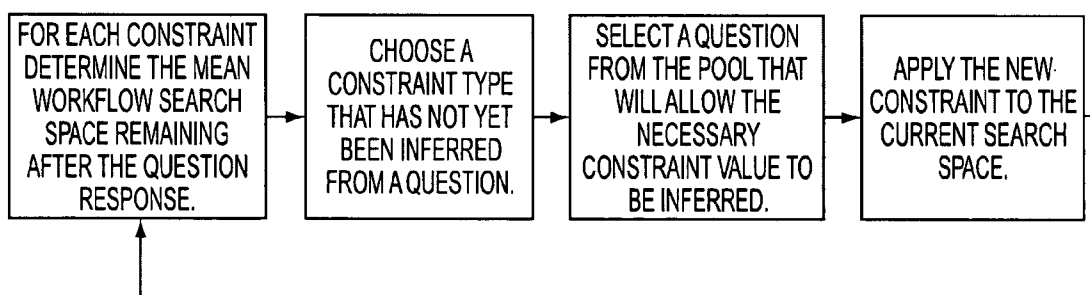 FOR EACH CONSTRAINT
DETERMINE THE MEAN
WORKFLOW SEARCH
SPACE REMAINING
AFTER THE QUESTION
RESPONSE.
CHOOSE A
CONSTRAINT TYPE
THAT HAS NOT YET
BEEN INFERRED
FROM A QUESTION.
SELECT A QUESTION
FROM THE POOL THAT
WILL ALLOW THE
NECESSARY
CONSTRAINT VALUE TO
BE INFERRED.
APPLY THE NEW
CONSTRAINT TO THE
CURRENT SEARCH
SPACE.